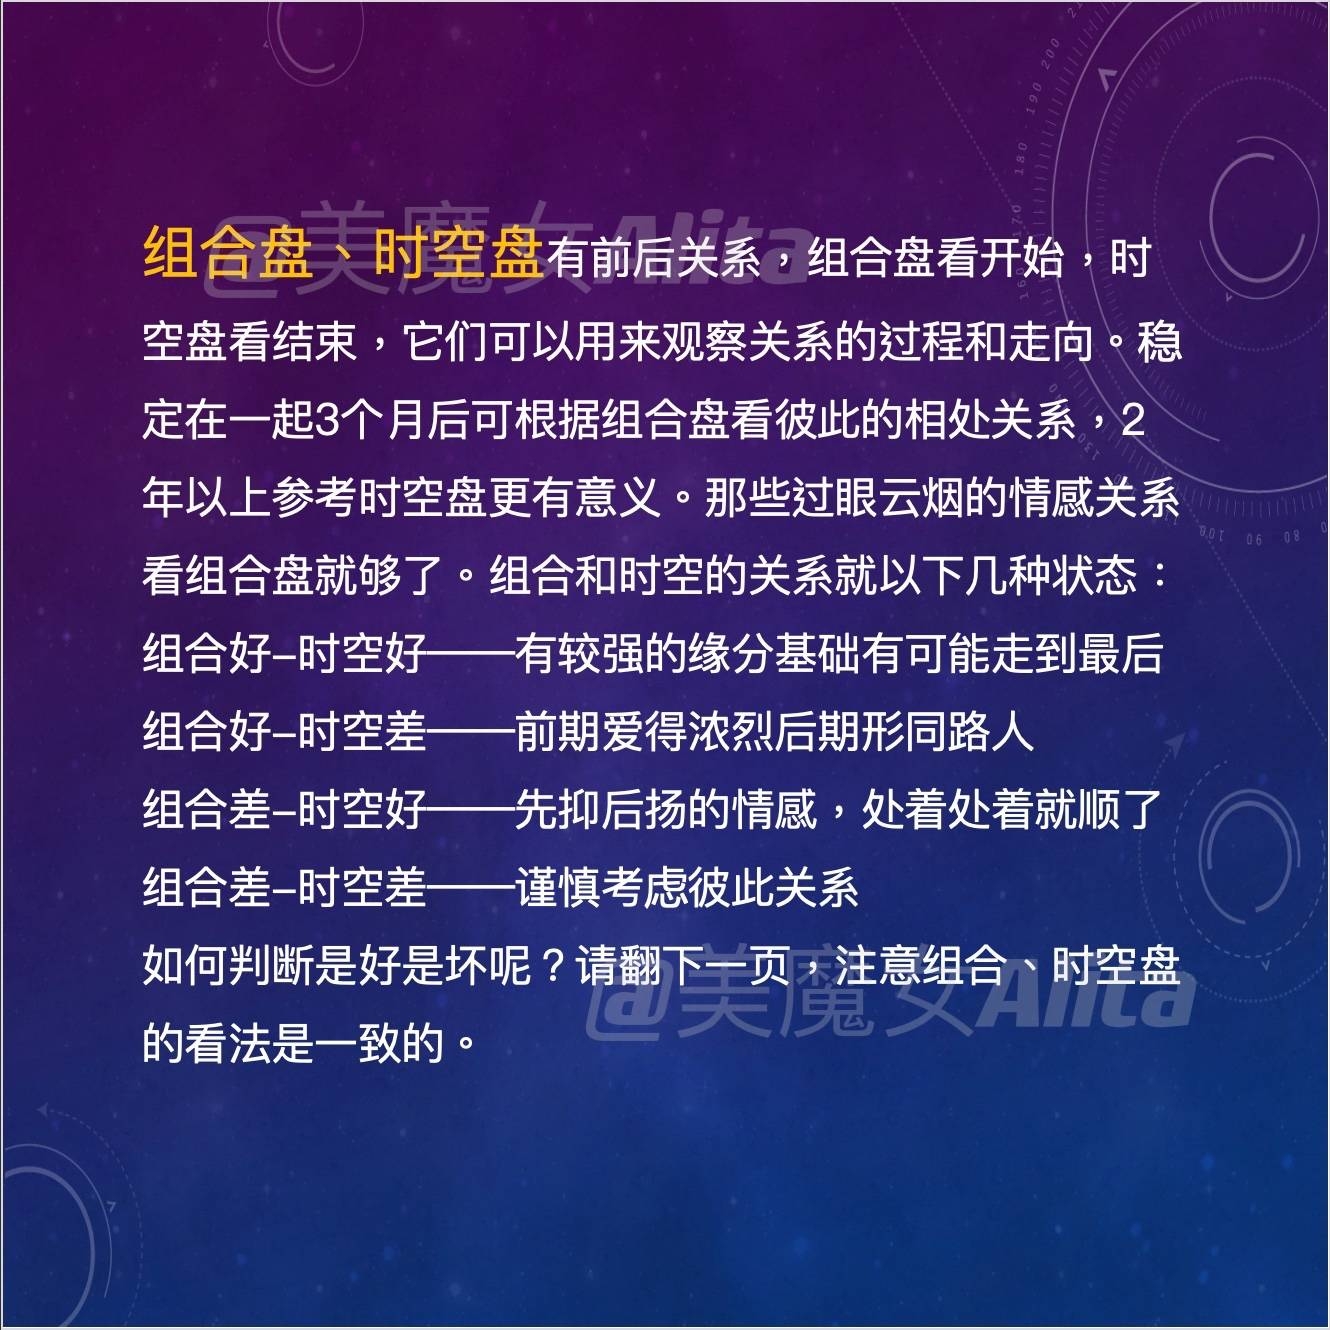 组合盘、时空盘有前后关系，组合盘看开始，时
空盘看结束，它们可以用来观察关系的过程和走向。稳
定在一起3个月后可根据组合盘看彼此的相处关系，2
年以上参考时空盘更有意义。那些过眼云烟的情感关系
看组合盘就够了。组合和时空的关系就以下几种状态：
组合好–时空好——有较强的缘分基础有可能走到最后
组合好–时空差——前期爱得浓烈后期形同路人
组合差–时空好——先抑后扬的情感，处着处着就顺了
组合差–时空差——谨慎考虑彼此关系
如何判断是好是坏呢？请翻下一页，注意组合、时空盘
的看法是一致的。
@美魔女Alita
@美魔女Alita
210
200
190
180
170
160
130
100
90
80